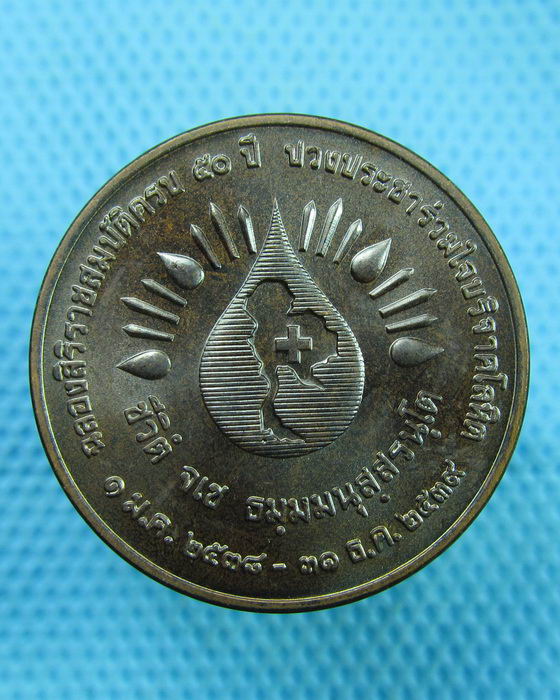 ฉลองสิริราชสมบัติครบ ๕๐ ปี ปวงประชาร่วมใจบริจาคโลหิต
ชีวิตํ จเช ธมฺมมนุสฺสรนฺโต
๑ ม.ค. ๒๕๓๘ - ๓๑ ธ.ค. ๒๕๓๙